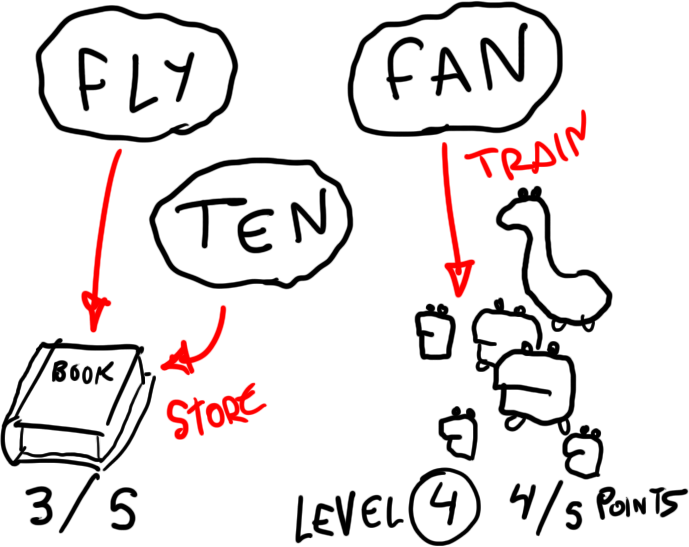 FLY
FAN
TRAIN
TEN
BOOK
STORE
3/5
LEVEL 4 4/5 POINTS